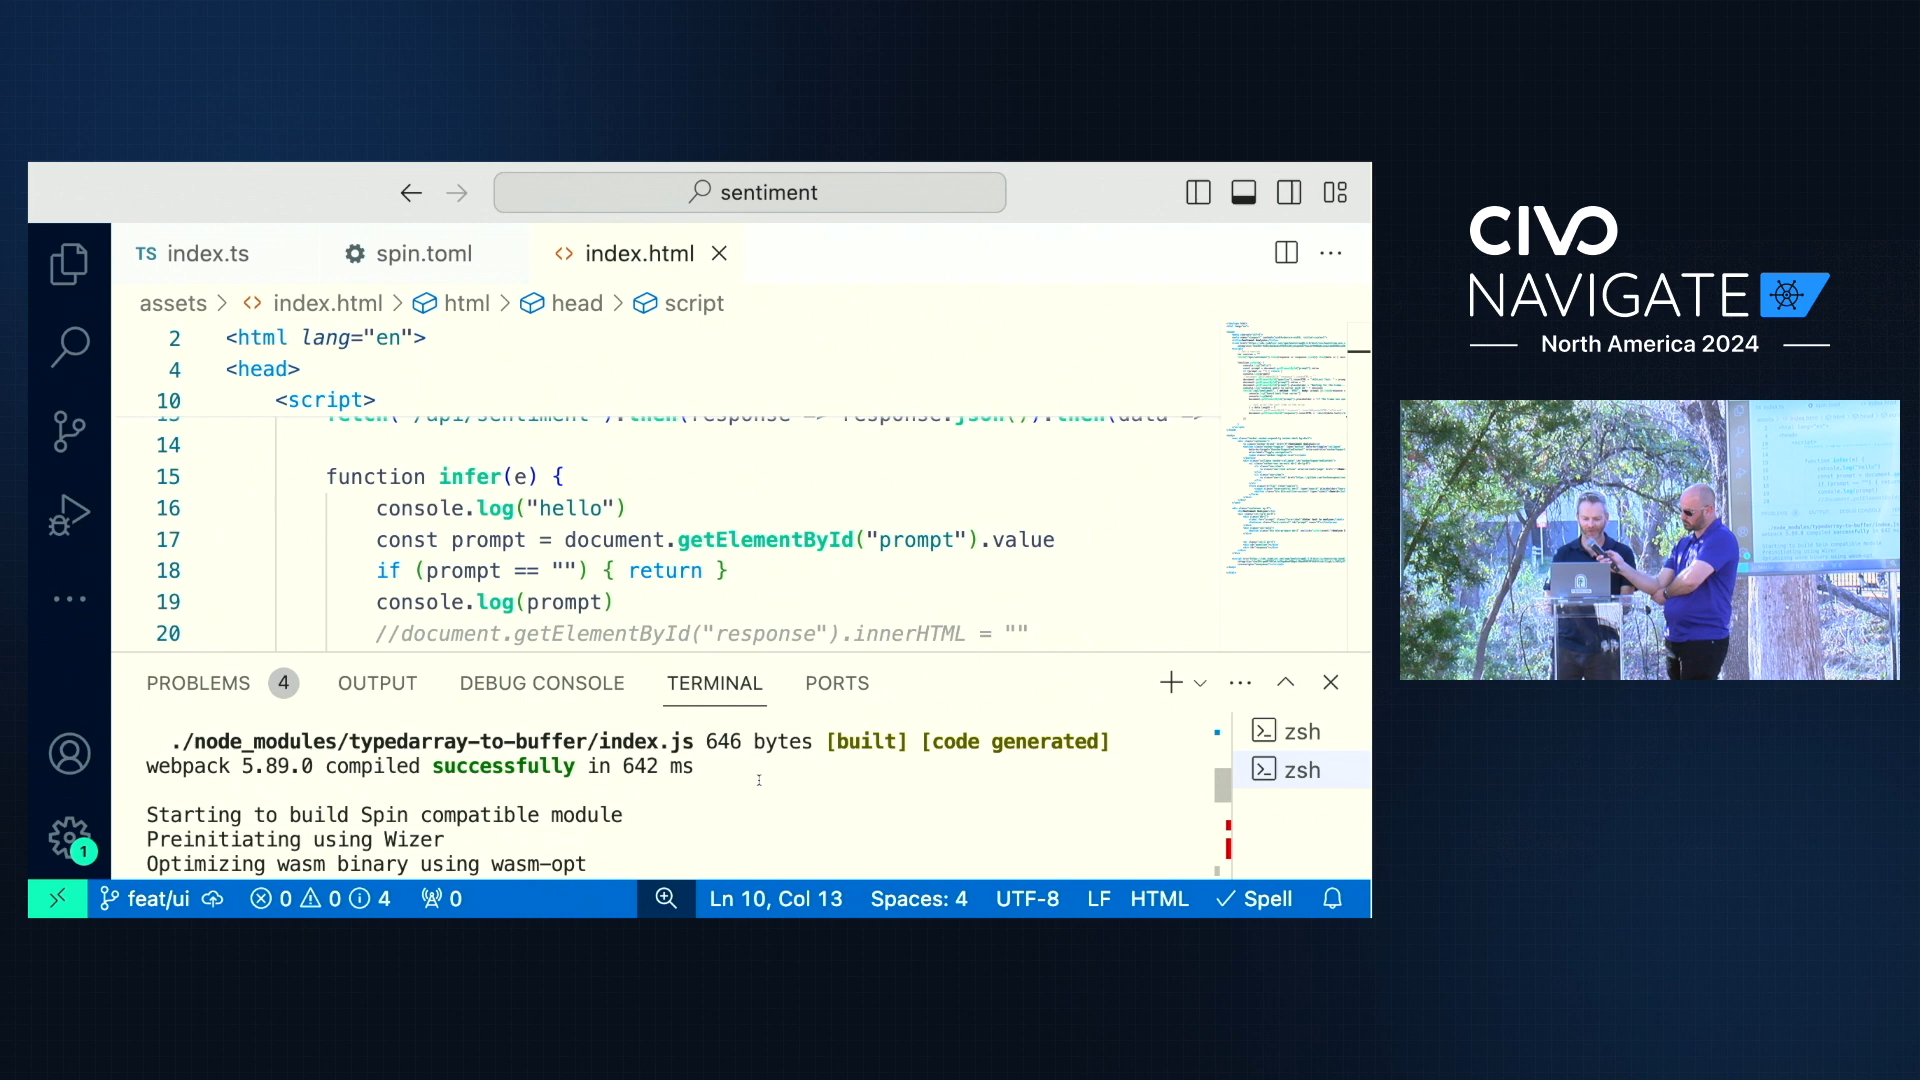 sentiment
TS index.ts
spin.toml
index.html
assets > index.html > html > head > script
2 <html lang="en">
4 <head>
10 <script>
14
15 function infer(e) {
16 console.log("hello")
17 const prompt = document.getElementById("prompt").value
18 if (prompt == "") { return }
19 console.log(prompt)
20 //document.getElementById("response").innerHTML = ""
PROBLEMS 4 OUTPUT DEBUG CONSOLE TERMINAL PORTS
./node_modules/typedarray-to-buffer/index.js 646 bytes [built] [code generated]
webpack 5.89.0 compiled successfully in 642 ms
Starting to build Spin compatible module
Preinitiating using Wizer
Optimizing wasm binary using wasm-opt
zsh
zsh
1
feat/ui 0 0 4 0 Ln 10, Col 13 Spaces: 4 UTF-8 LF HTML Spell
CIVO
NAVIGATE
North America 2024